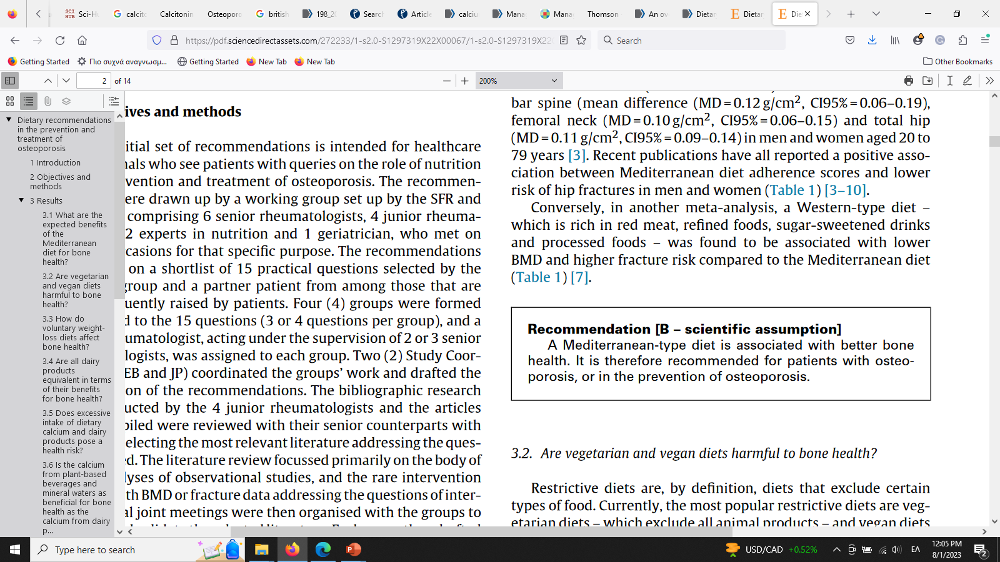 SCI HUB
Sci-H
calcito
Calcitonin
Osteopor
british
198_20
Search
Article
calciu
Mana
Mana
Thomson
An ov
Dietar
Dietar
Die
https://pdf.sciencedirectassets.com/272233/1-s2.0-S1297319X22X00067/1-s2.0-S1297319X220
Search
Getting Started
Πιο συχνά αναγνωσμ...
Getting Started
New Tab
New Tab
Other Bookmarks
2
of 14
200%
Dietary recommendations
in the prevention and
treatment of
osteoporosis
1 Introduction
2 Objectives and
methods
3 Results
3.1 What are the
expected benefits
of the
Mediterranean
diet for bone
health?
3.2 Are vegetarian
and vegan diets
harmful to bone
health?
3.3 How do
voluntary weight-
loss diets affect
bone health?
3.4 Are all dairy
products
equivalent in terms
of their benefits
for bone health?
3.5 Does excessive
intake of dietary
calcium and dairy
products pose a
health risk?
3.6 Is the calcium
from plant-based
beverages and
mineral waters as
beneficial for bone
health as the
calcium from dairy
p...
ives and methods
itial set of recommendations is intended for healthcare
nals who see patients with queries on the role of nutrition
vention and treatment of osteoporosis. The recommen-
ere drawn up by a working group set up by the SFR and
comprising 6 senior rheumatologists, 4 junior rheuma-
2 experts in nutrition and 1 geriatrician, who met on
casions for that specific purpose. The recommendations
on a shortlist of 15 practical questions selected by the
group and a partner patient from among those that are
uently raised by patients. Four (4) groups were formed
d to the 15 questions (3 or 4 questions per group), and a
umatologist, acting under the supervision of 2 or 3 senior
logists, was assigned to each group. Two (2) Study Coor-
EB and JP) coordinated the groups' work and drafted the
on of the recommendations. The bibliographic research
ucted by the 4 junior rheumatologists and the articles
piled were reviewed with their senior counterparts with
electing the most relevant literature addressing the ques-
ed. The literature review focussed primarily on the body of
lyses of observational studies, and the rare intervention
th BMD or fracture data addressing the questions of inter-
al joint meetings were then organised with the groups to
bar spine (mean difference (MD = 0.12 g/cm², CI95% = 0.06–0.19),
femoral neck (MD = 0.10 g/cm², CI95% = 0.06–0.15) and total hip
(MD = 0.11 g/cm², CI95% = 0.09–0.14) in men and women aged 20 to
79 years [3]. Recent publications have all reported a positive asso-
ciation between Mediterranean diet adherence scores and lower
risk of hip fractures in men and women (Table 1) [3–10].
Conversely, in another meta-analysis, a Western-type diet –
which is rich in red meat, refined foods, sugar-sweetened drinks
and processed foods – was found to be associated with lower
BMD and higher fracture risk compared to the Mediterranean diet
(Table 1) [7].
Recommendation [B – scientific assumption]
A Mediterranean-type diet is associated with better bone
health. It is therefore recommended for patients with osteo-
porosis, or in the prevention of osteoporosis.
3.2. Are vegetarian and vegan diets harmful to bone health?
Restrictive diets are, by definition, diets that exclude certain
types of food. Currently, the most popular restrictive diets are veg-
etarian diets – which exclude all animal products – and vegan diets
Type here to search
USD/CAD +0.52%
ΕΛ
12:05 PM
8/1/2023
2